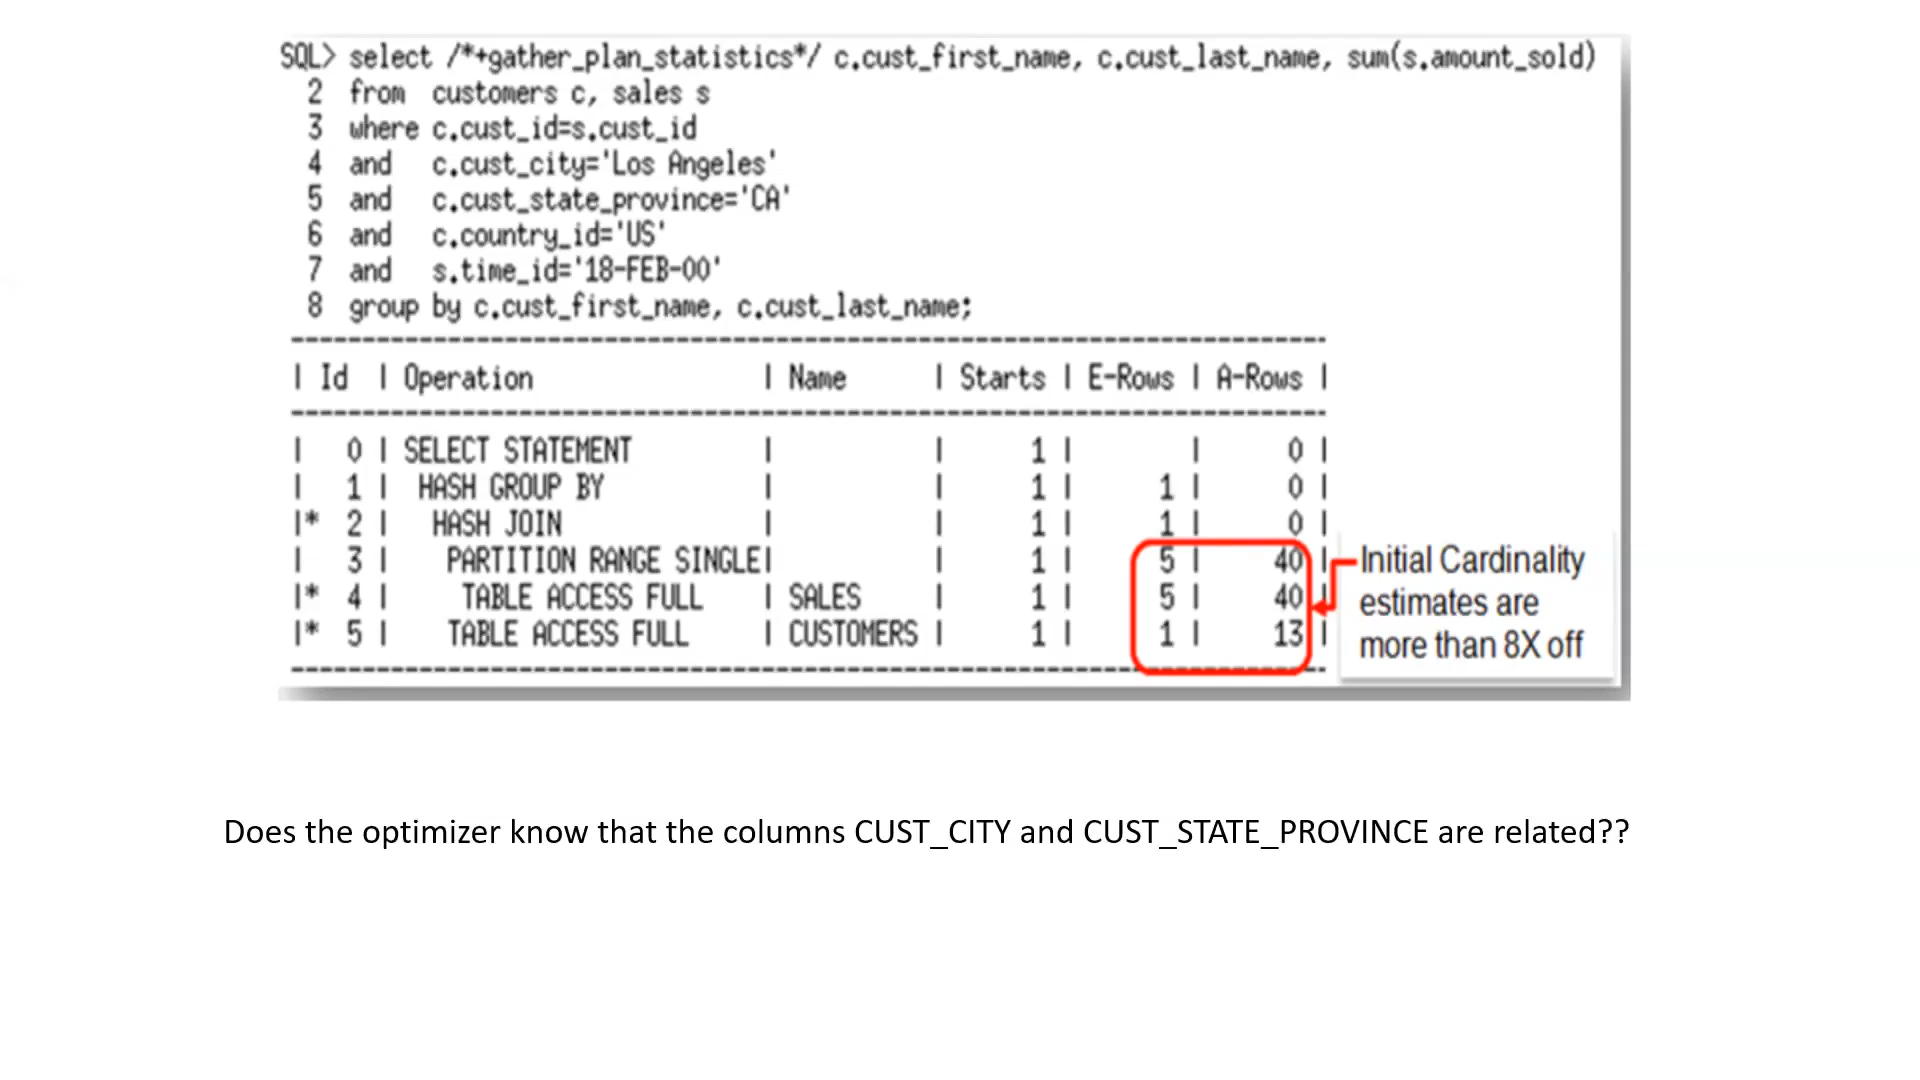 SQL> select /*+gather_plan_statistics*/ c.cust_first_name, c.cust_last_name, sum(s.amount_sold)
2 from customers c, sales s
3 where c.cust_id=s.cust_id
4 and c.cust_city='Los Angeles'
5 and c.cust_state_province='CA'
6 and c.country_id='US'
7 and s.time_id='18-FEB-00'
8 group by c.cust_first_name, c.cust_last_name;
| Id | Operation | Name | Starts | E-Rows | A-Rows |
| 0 | SELECT STATEMENT | | 1 | | 0 |
| 1 | HASH GROUP BY | | 1 | 1 | 0 |
|* 2 | HASH JOIN | | 1 | 1 | 0 |
| 3 | PARTITION RANGE SINGLE| | 1 | 5 | 40 |
|* 4 | TABLE ACCESS FULL | SALES | 1 | 5 | 40 |
|* 5 | TABLE ACCESS FULL | CUSTOMERS | 1 | 1 | 13 |
Initial Cardinality
estimates are
more than 8X off
Does the optimizer know that the columns CUST_CITY and CUST_STATE_PROVINCE are related??